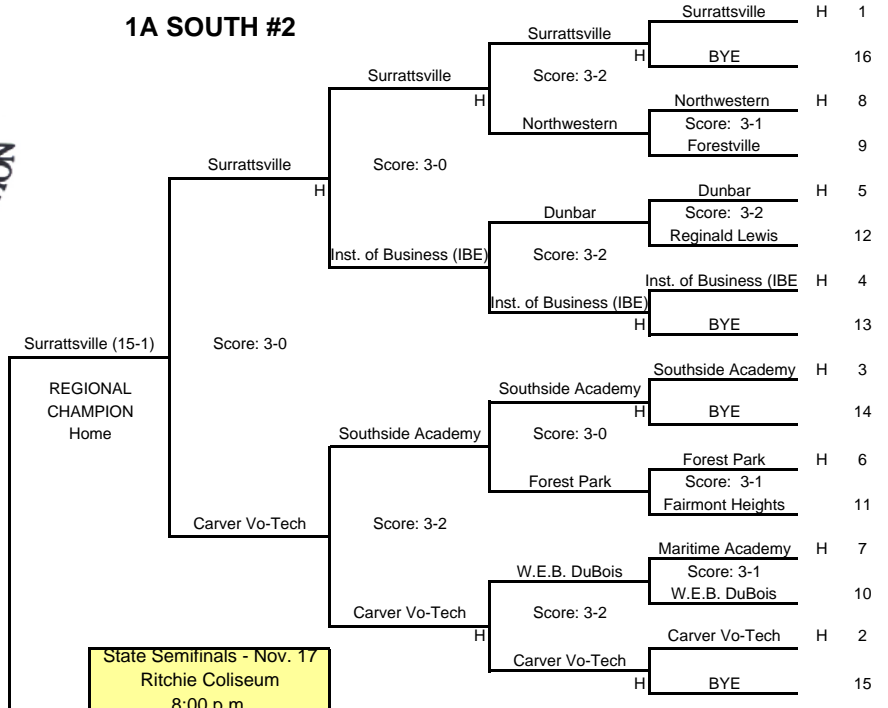 1A SOUTH #2
Surrattsville H 1
Surrattsville
H BYE 16
Surrattsville Score: 3-2
H Northwestern H 8
Northwestern Score: 3-1
Forestville 9
Surrattsville Score: 3-0
H Dunbar H 5
Dunbar Score: 3-2
Reginald Lewis 12
Inst. of Business (IBE) Score: 3-2
Inst. of Business (IBE H 4
Inst. of Business (IBE)
H BYE 13
Surrattsville (15-1) Score: 3-0
REGIONAL
CHAMPION
Home
Southside Academy H 3
Southside Academy
H BYE 14
Southside Academy Score: 3-0
Forest Park H 6
Forest Park Score: 3-1
Fairmont Heights 11
Carver Vo-Tech Score: 3-2
Maritime Academy H 7
W.E.B. DuBois Score: 3-1
W.E.B. DuBois 10
Carver Vo-Tech Score: 3-2
H Carver Vo-Tech H 2
Carver Vo-Tech
H BYE 15
State Semifinals - Nov. 17
Ritchie Coliseum
8:00 p.m.